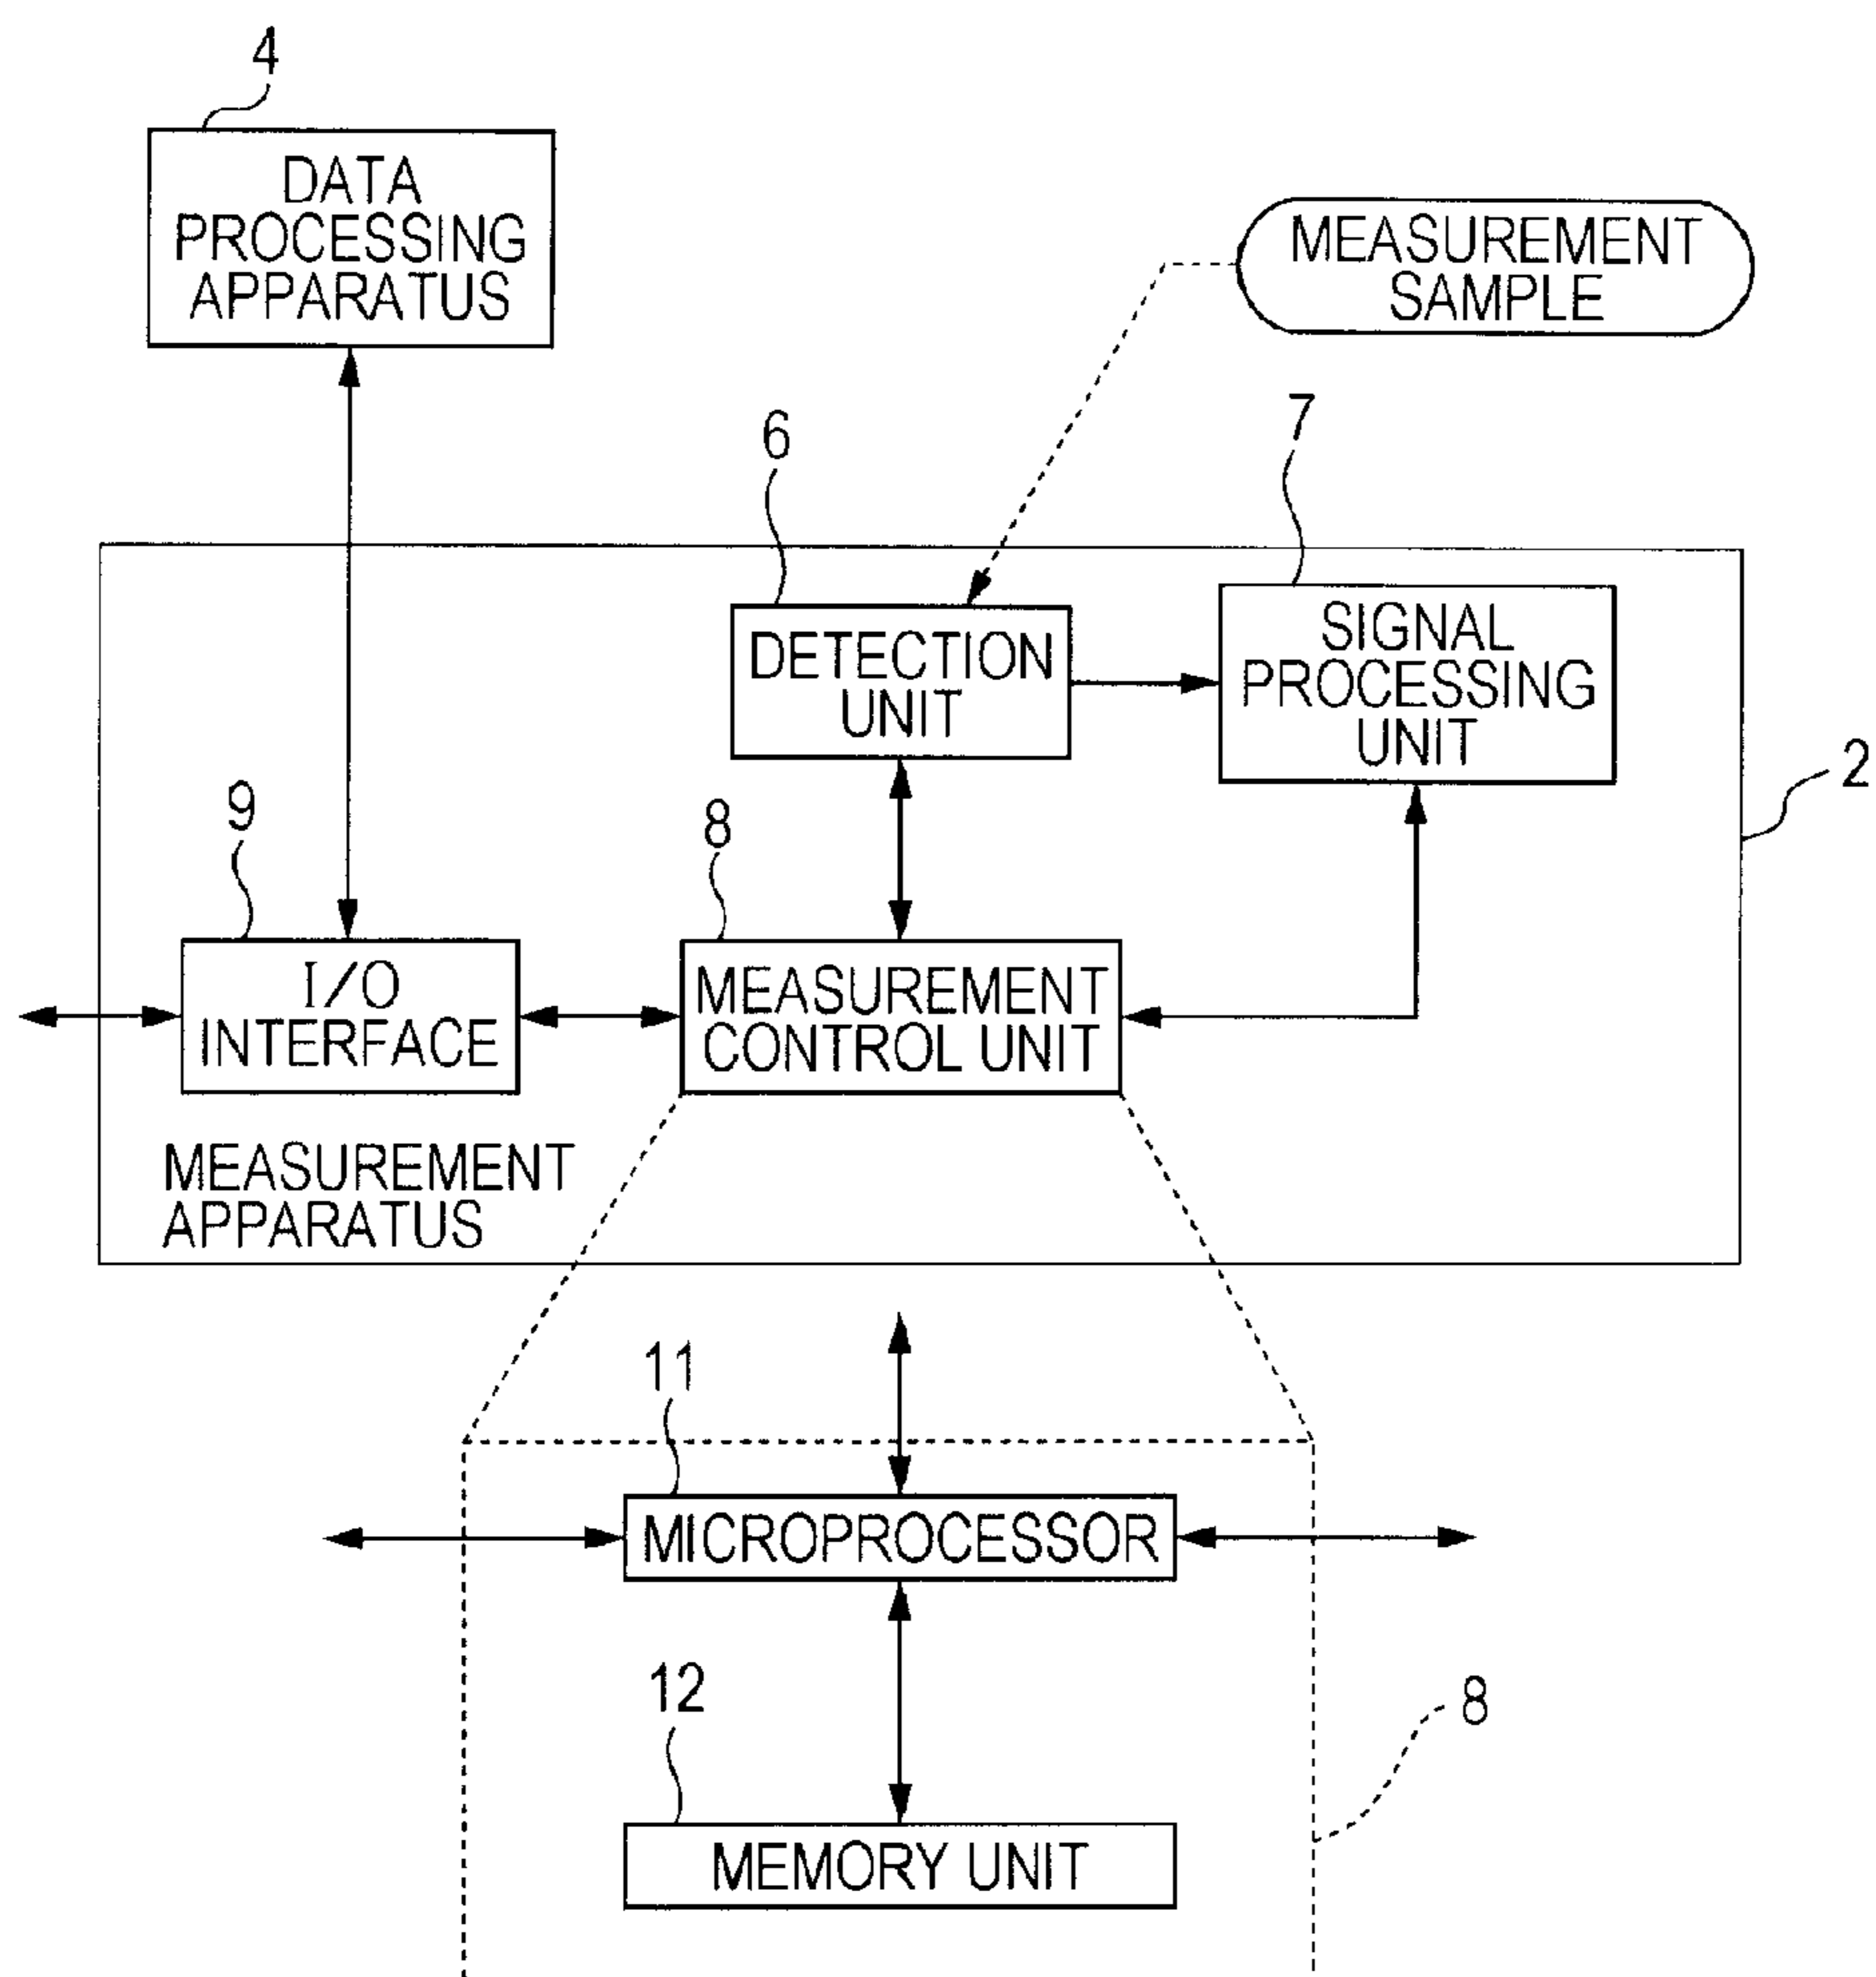 4
DATA
PROCESSING
APPARATUS
MEASUREMENT
SAMPLE
6
7
DETECTION
UNIT
SIGNAL
PROCESSING
UNIT
2
9
8
I/O
INTERFACE
MEASUREMENT
CONTROL UNIT
MEASUREMENT
APPARATUS
11
MICROPROCESSOR
12
8
MEMORY UNIT